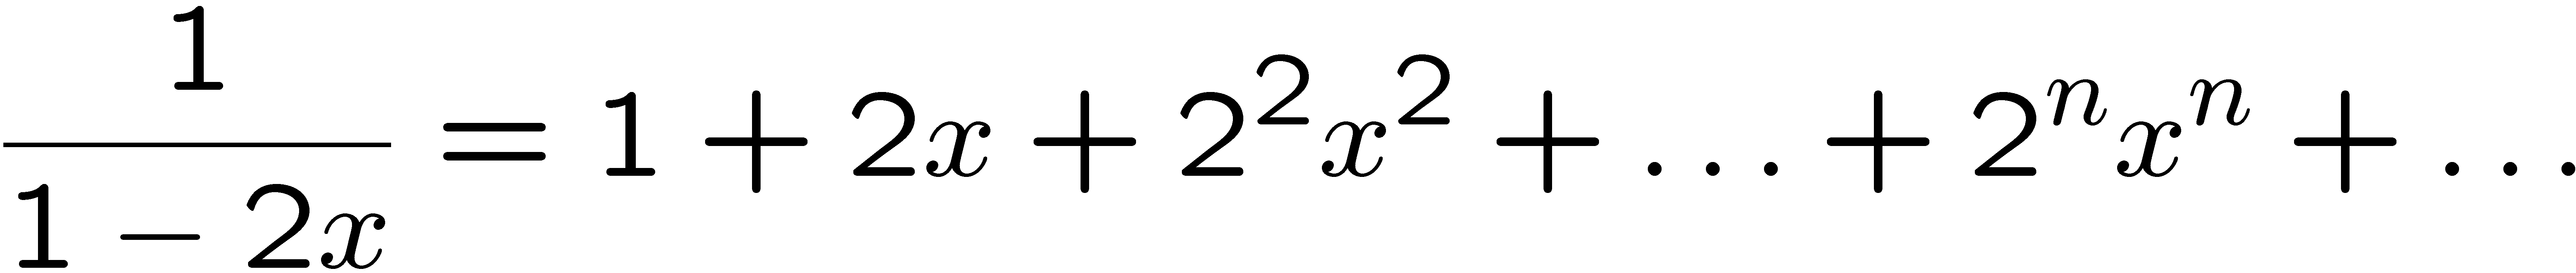 1/(1 − 2x) = 1 + 2x + 2²x² + ... + 2ⁿxⁿ + ...